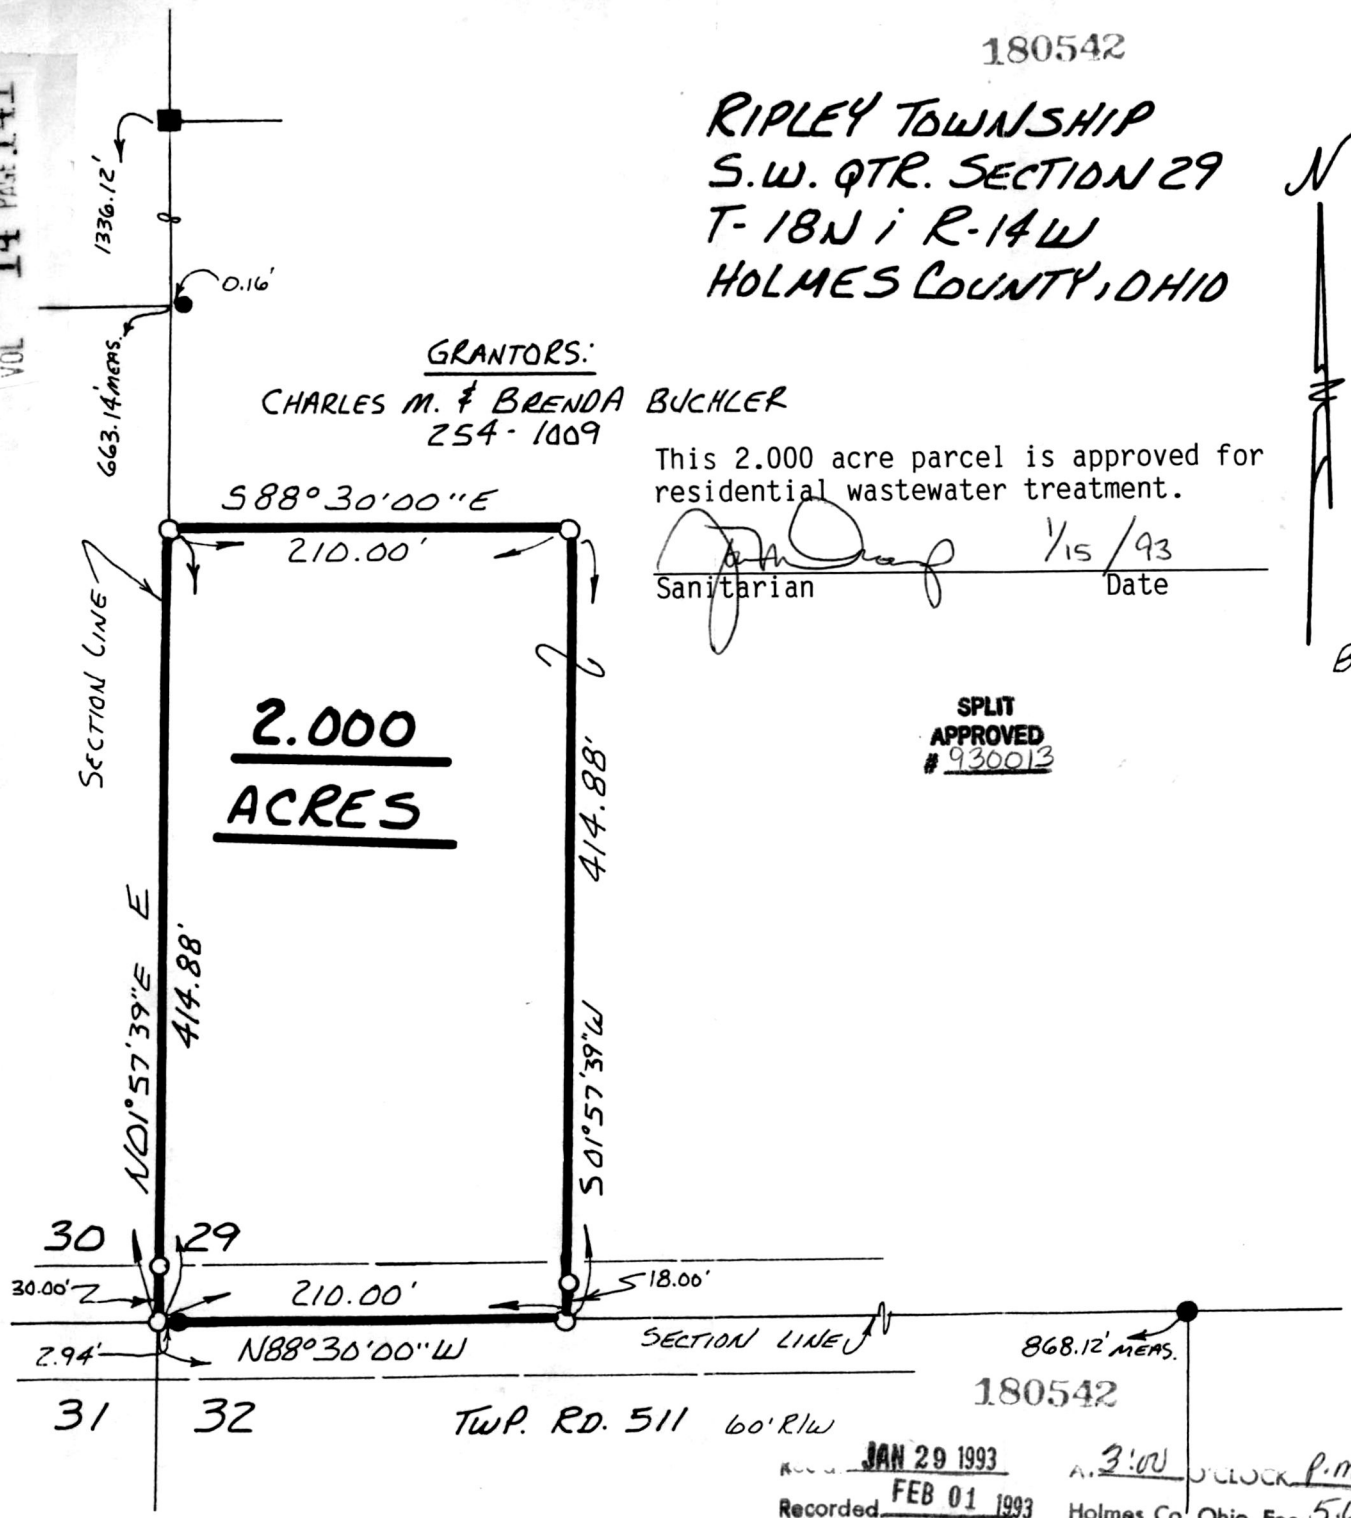 180542
RIPLEY TOWNSHIP
S.W. QTR. SECTION 29
T-18N ; R-14W
HOLMES COUNTY, OHIO
N
VOL 14 PAGE 141
1336.12'
0.16'
663.14' MEAS.
GRANTORS:
CHARLES M. & BRENDA BUCHLER
254-1009
This 2.000 acre parcel is approved for
residential wastewater treatment.
1/15/93
Sanitarian Date
S88°30'00"E
210.00'
SECTION LINE
2.000
ACRES
414.88'
SPLIT
APPROVED
# 930013
N01°57'39"E E
414.88'
S01°57'39"W
30 29
30.00'
210.00'
18.00'
2.94'
N88°30'00"W
SECTION LINE
868.12' MEAS.
31 32
TWP. RD. 511 60' R/W
180542
JAN 29 1993
3:00 O'CLOCK P.M
Recorded FEB 01 1993 Holmes Co. Ohio